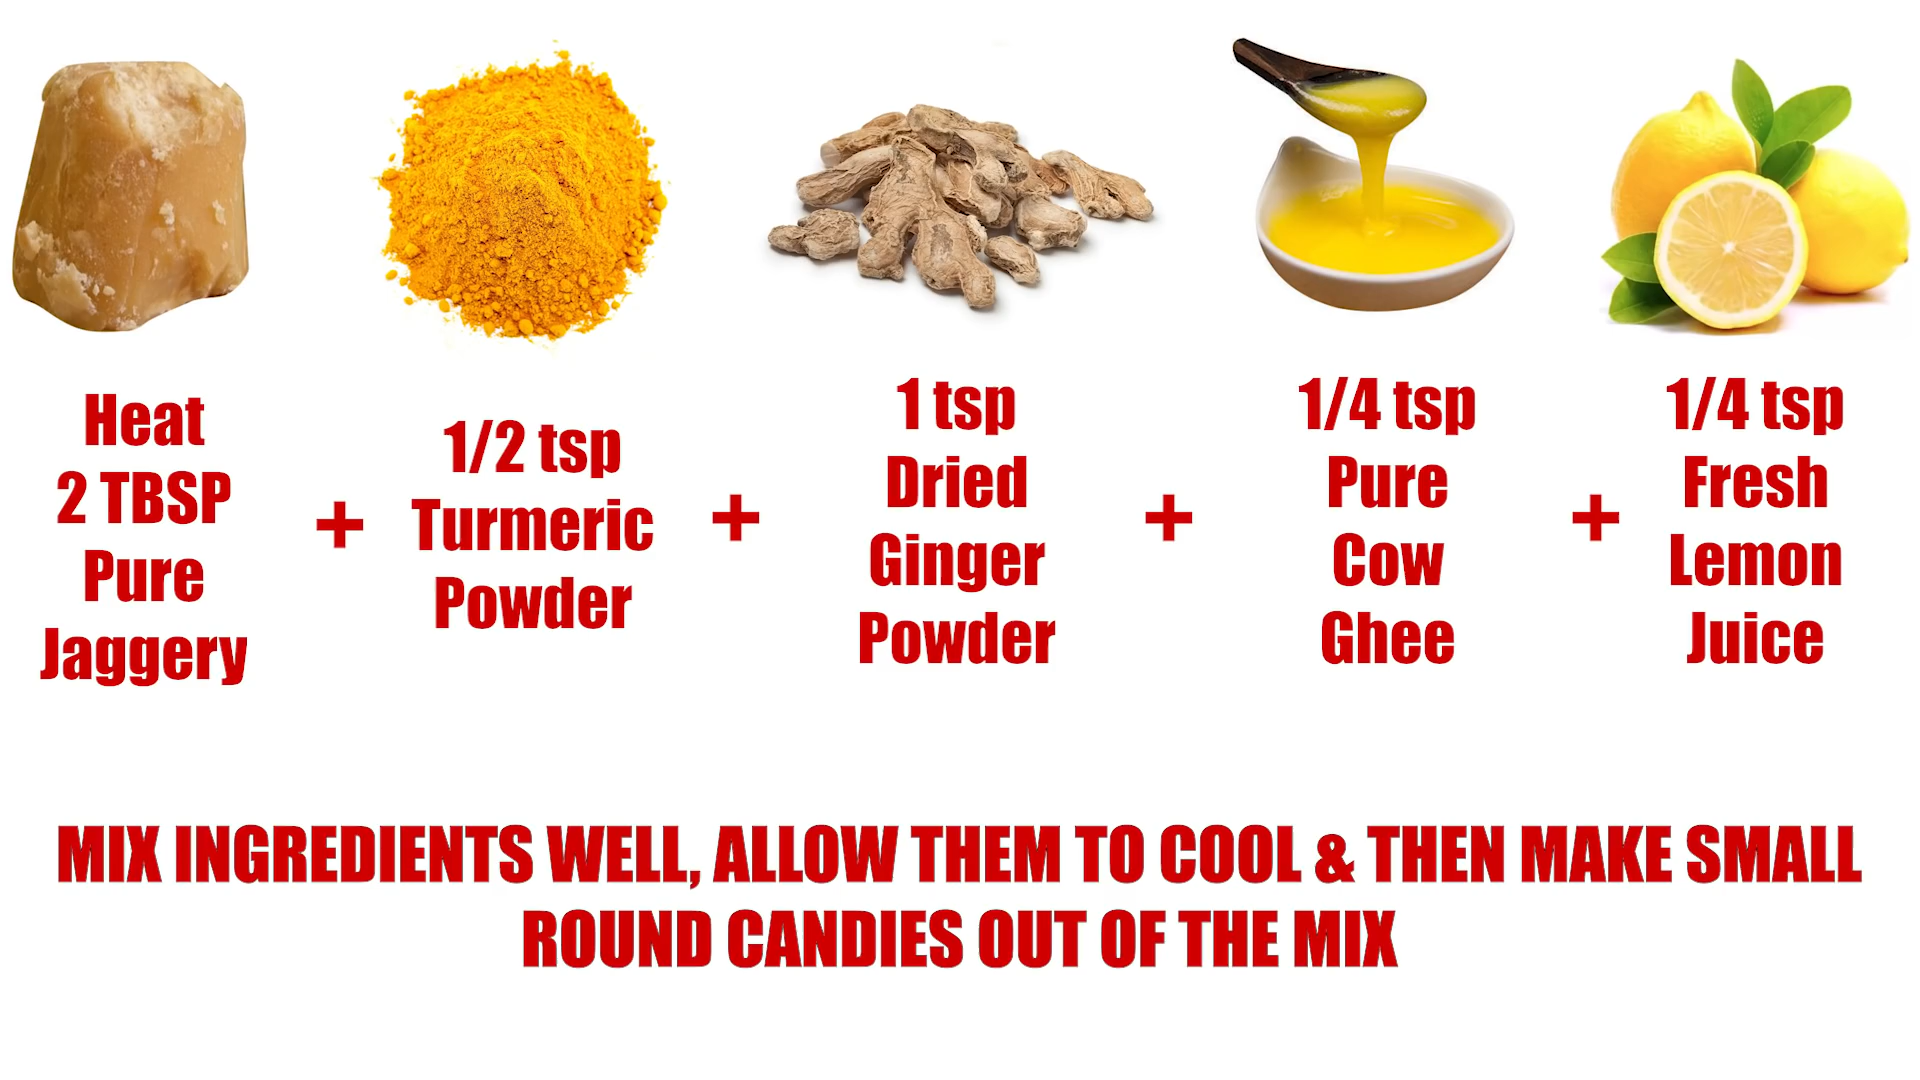 Heat
2 TBSP
Pure
Jaggery
+
1/2 tsp
Turmeric
Powder
+
1 tsp
Dried
Ginger
Powder
+
1/4 tsp
Pure
Cow
Ghee
+
1/4 tsp
Fresh
Lemon
Juice
MIX INGREDIENTS WELL, ALLOW THEM TO COOL & THEN MAKE SMALL
ROUND CANDIES OUT OF THE MIX